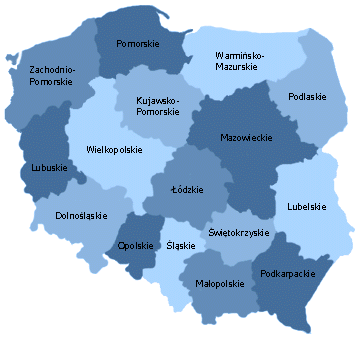 Pomorskie
Warmińsko-
Mazurskie
Zachodnio-
Pomorskie
Podlaskie
Kujawsko-
Pomorskie
Mazowieckie
Wielkopolskie
Lubuskie
Łódzkie
Lubelskie
Dolnośląskie
Opolskie
Śląskie
Świętokrzyskie
Podkarpackie
Małopolskie